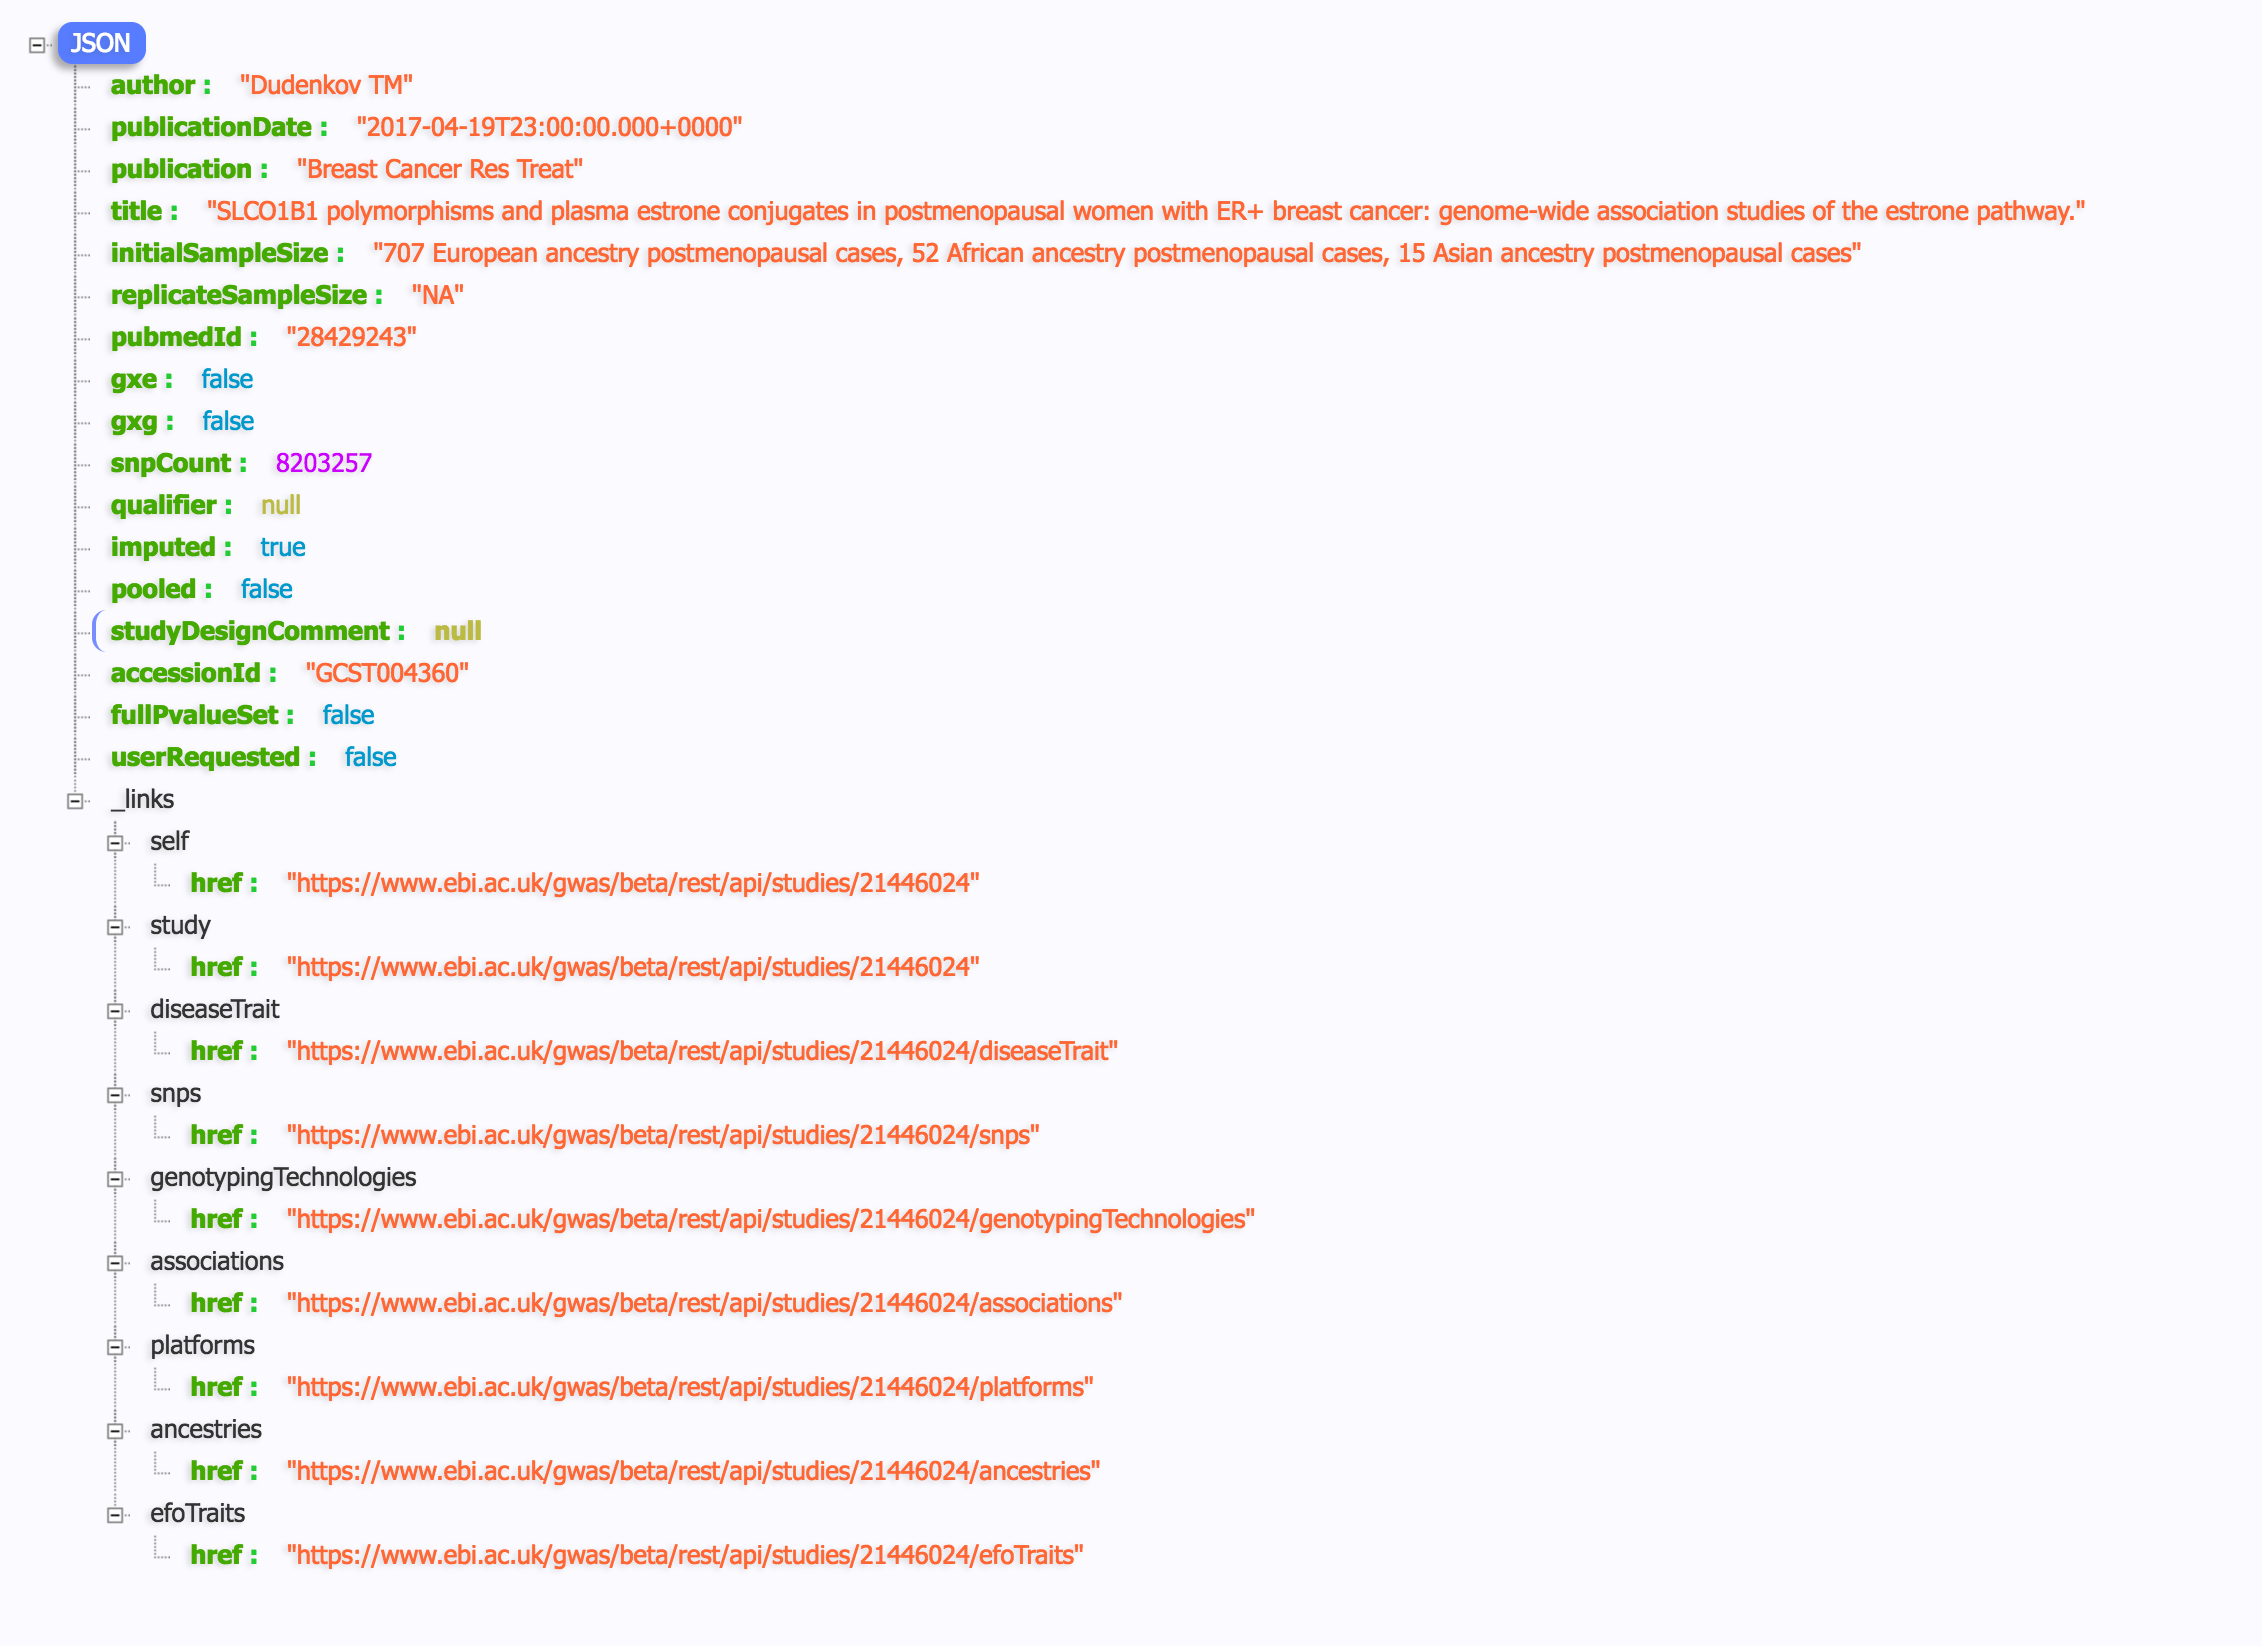 JSON
author : "Dudenkov TM"
publicationDate : "2017-04-19T23:00:00.000+0000"
publication : "Breast Cancer Res Treat"
title : "SLCO1B1 polymorphisms and plasma estrone conjugates in postmenopausal women with ER+ breast cancer: genome-wide association studies of the estrone pathway."
initialSampleSize : "707 European ancestry postmenopausal cases, 52 African ancestry postmenopausal cases, 15 Asian ancestry postmenopausal cases"
replicateSampleSize : "NA"
pubmedId : "28429243"
gxe : false
gxg : false
snpCount : 8203257
qualifier : null
imputed : true
pooled : false
studyDesignComment : null
accessionId : "GCST004360"
fullPvalueSet : false
userRequested : false
_links
self
href : "https://www.ebi.ac.uk/gwas/beta/rest/api/studies/21446024"
study
href : "https://www.ebi.ac.uk/gwas/beta/rest/api/studies/21446024"
diseaseTrait
href : "https://www.ebi.ac.uk/gwas/beta/rest/api/studies/21446024/diseaseTrait"
snps
href : "https://www.ebi.ac.uk/gwas/beta/rest/api/studies/21446024/snps"
genotypingTechnologies
href : "https://www.ebi.ac.uk/gwas/beta/rest/api/studies/21446024/genotypingTechnologies"
associations
href : "https://www.ebi.ac.uk/gwas/beta/rest/api/studies/21446024/associations"
platforms
href : "https://www.ebi.ac.uk/gwas/beta/rest/api/studies/21446024/platforms"
ancestries
href : "https://www.ebi.ac.uk/gwas/beta/rest/api/studies/21446024/ancestries"
efoTraits
href : "https://www.ebi.ac.uk/gwas/beta/rest/api/studies/21446024/efoTraits"